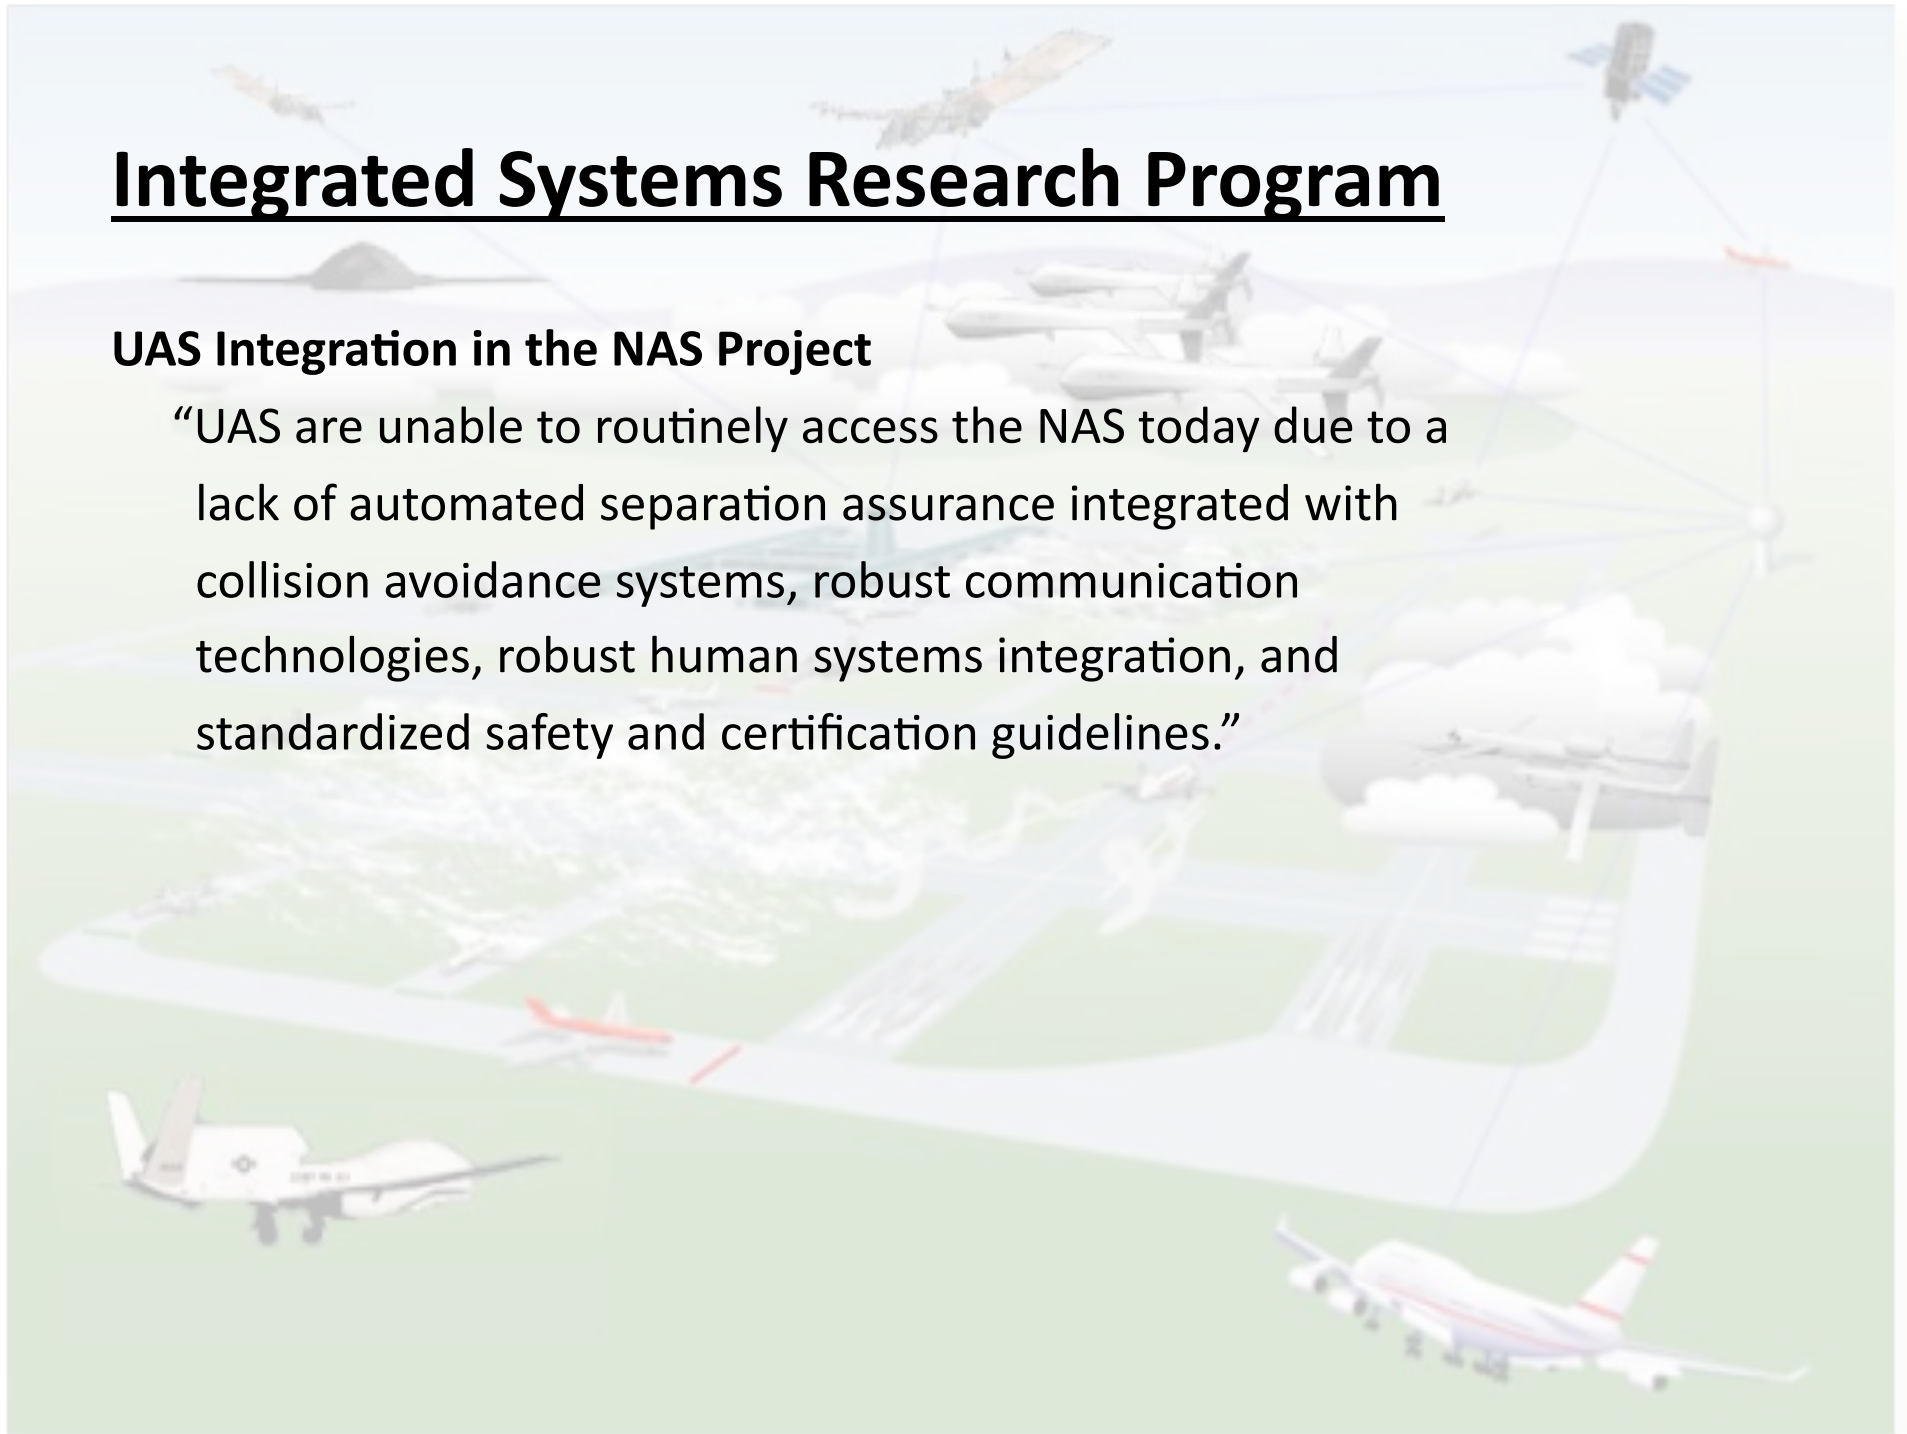 Integrated Systems Research Program
UAS Integration in the NAS Project
“UAS are unable to routinely access the NAS today due to a
lack of automated separation assurance integrated with
collision avoidance systems, robust communication
technologies, robust human systems integration, and
standardized safety and certification guidelines.”